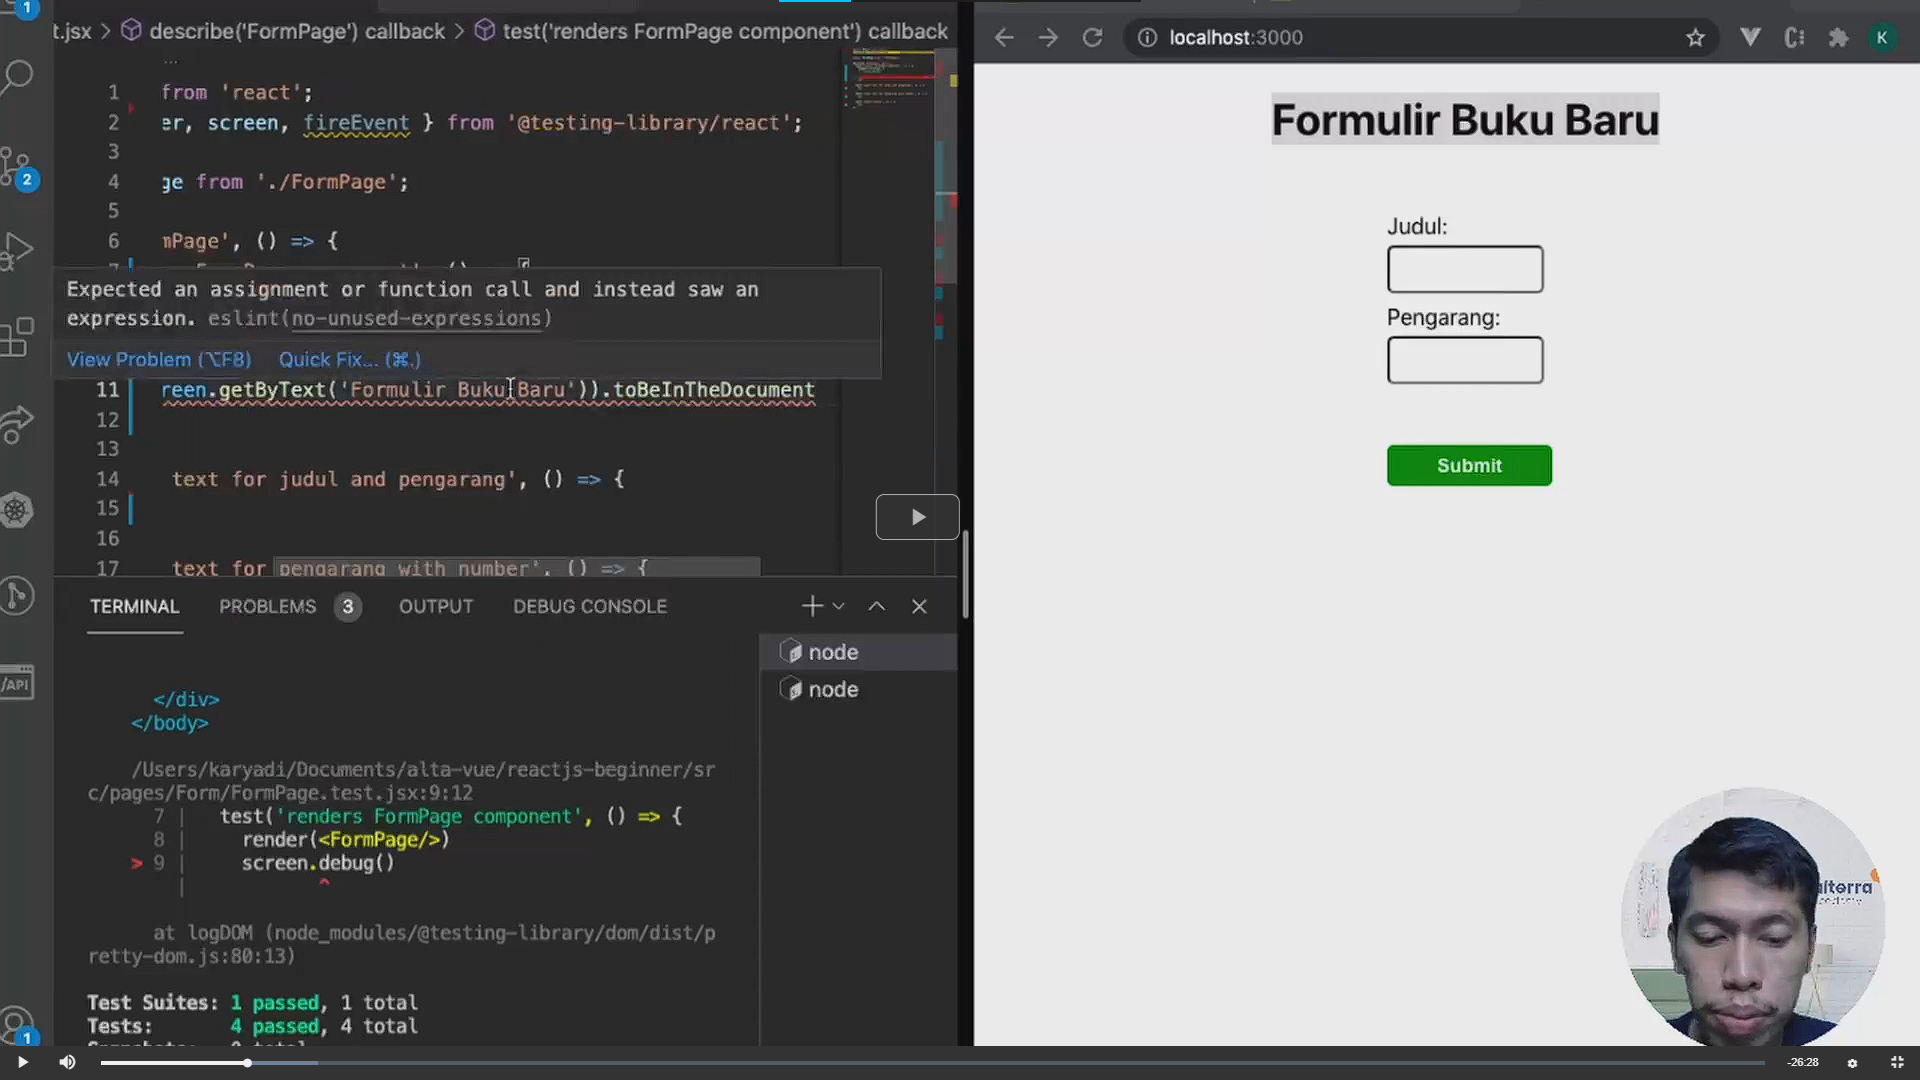 1
t.jsx > describe('FormPage') callback > test('renders FormPage component') callback
...
1 from 'react';
2 er, screen, fireEvent } from '@testing-library/react';
3
4 ge from './FormPage';
5
6 mPage', () => {
7
Expected an assignment or function call and instead saw an
expression. eslint(no-unused-expressions)
View Problem (⌥F8) Quick Fix... (⌘.)
11 reen.getByText('Formulir Buku Baru')).toBeInTheDocument
12
13
14 text for judul and pengarang', () => {
15
16
17 text for pengarang with number', () => {
2
/API
1
TERMINAL PROBLEMS 3 OUTPUT DEBUG CONSOLE
node
node
</div>
</body>
/Users/karyadi/Documents/alta-vue/reactjs-beginner/sr
c/pages/Form/FormPage.test.jsx:9:12
7 | test('renders FormPage component', () => {
8 | render(<FormPage/>)
> 9 | screen.debug()
| ^
at logDOM (node_modules/@testing-library/dom/dist/p
retty-dom.js:80:13)
Test Suites: 1 passed, 1 total
Tests: 4 passed, 4 total
localhost:3000
K
Formulir Buku Baru
Judul:
Pengarang:
Submit
alterra
academy
-26:28